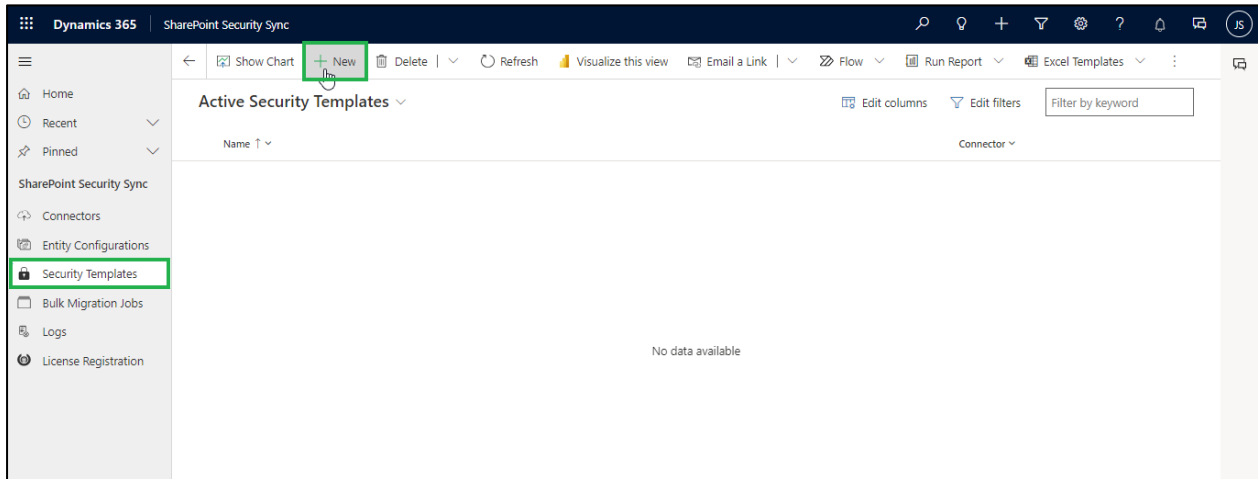 Dynamics 365 SharePoint Security Sync JS
Show Chart New Delete Refresh Visualize this view Email a Link Flow Run Report Excel Templates
Home
Active Security Templates Edit columns Edit filters Filter by keyword
Recent
Name Connector
Pinned
SharePoint Security Sync
Connectors
Entity Configurations
Security Templates
Bulk Migration Jobs
Logs
No data available
License Registration